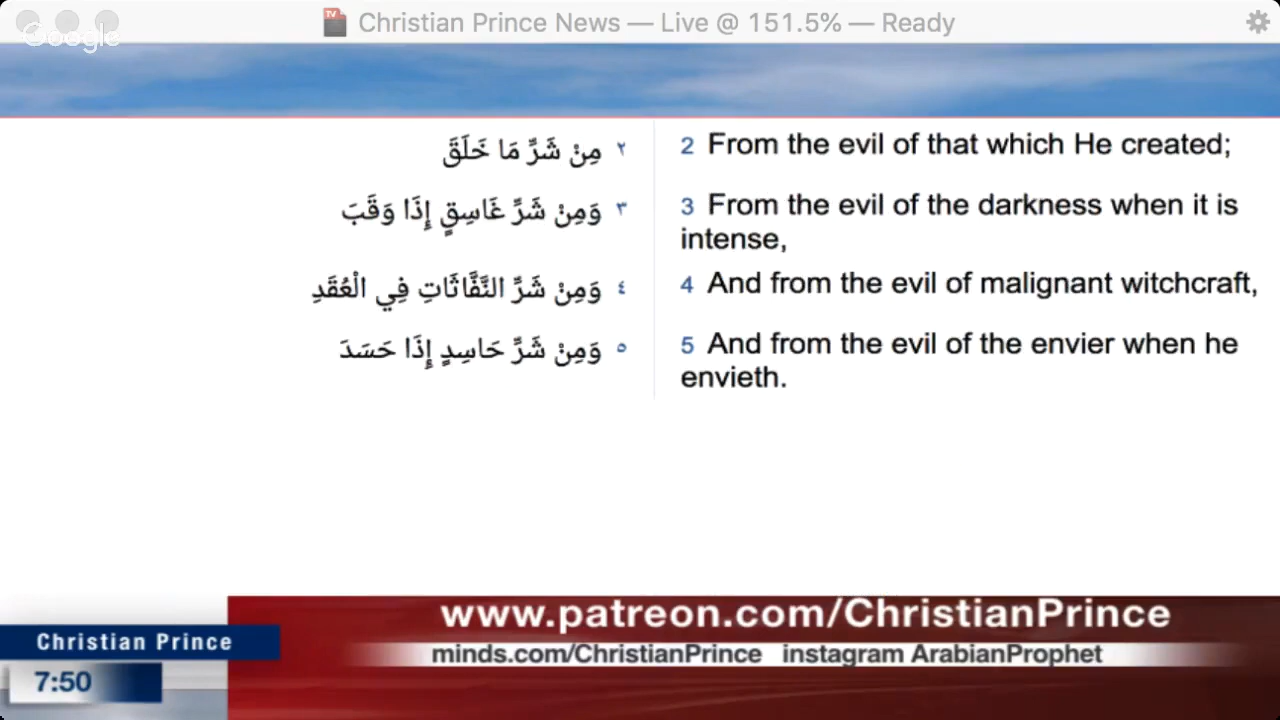 Christian Prince News — Live @ 151.5% — Ready
Google
٢ مِنْ شَرِّ مَا خَلَقَ
2 From the evil of that which He created;
٣ وَمِنْ شَرِّ غَاسِقٍ إِذَا وَقَبَ
3 From the evil of the darkness when it is
intense,
٤ وَمِنْ شَرِّ النَّفَّاثَاتِ فِي الْعُقَدِ
4 And from the evil of malignant witchcraft,
٥ وَمِنْ شَرِّ حَاسِدٍ إِذَا حَسَدَ
5 And from the evil of the envier when he
envieth.
www.patreon.com/ChristianPrince
Christian Prince
minds.com/ChristianPrince instagram ArabianProphet
7:50